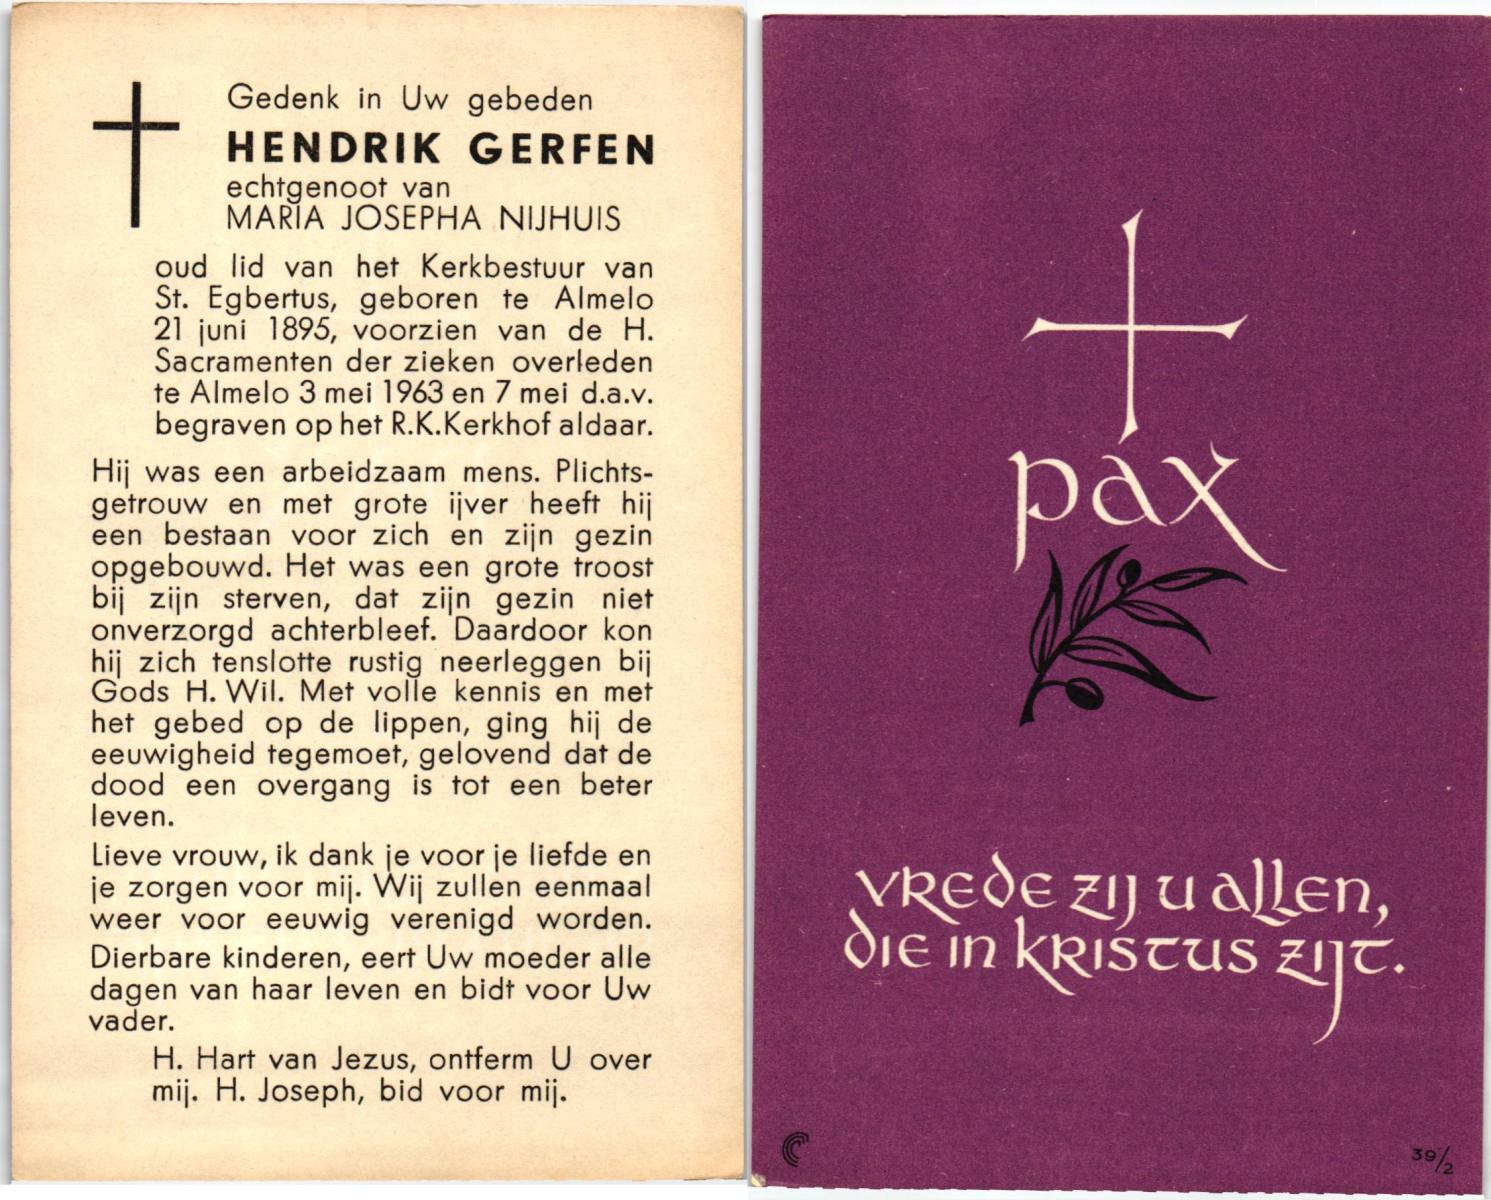 Gedenk in Uw gebeden
HENDRIK GERFEN
echtgenoot van
MARIA JOSEPHA NIJHUIS
oud lid van het Kerkbestuur van
St. Egbertus, geboren te Almelo
21 juni 1895, voorzien van de H.
Sacramenten der zieken overleden
te Almelo 3 mei 1963 en 7 mei d.a.v.
begraven op het R.K.Kerkhof aldaar.
Hij was een arbeidzaam mens. Plichts-
getrouw en met grote ijver heeft hij
een bestaan voor zich en zijn gezin
opgebouwd. Het was een grote troost
bij zijn sterven, dat zijn gezin niet
onverzorgd achterbleef. Daardoor kon
hij zich tenslotte rustig neerleggen bij
Gods H. Wil. Met volle kennis en met
het gebed op de lippen, ging hij de
eeuwigheid tegemoet, gelovend dat de
dood een overgang is tot een beter
leven.
Lieve vrouw, ik dank je voor je liefde en
je zorgen voor mij. Wij zullen eenmaal
weer voor eeuwig verenigd worden.
Dierbare kinderen, eert Uw moeder alle
dagen van haar leven en bidt voor Uw
vader.
H. Hart van Jezus, ontferm U over
mij. H. Joseph, bid voor mij.
pax
vrede zij u allen,
die in kristus zijt.
39/2